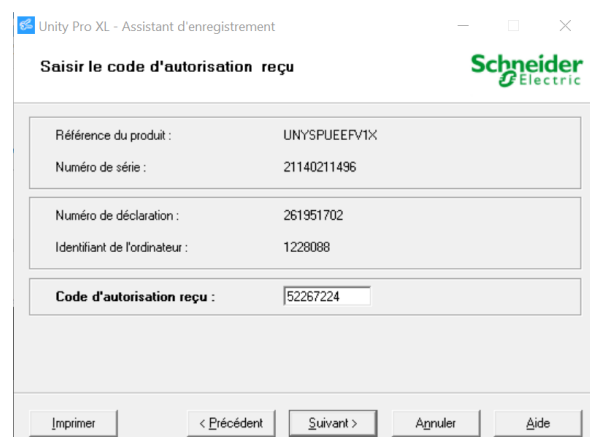 Unity Pro XL - Assistant d'enregistrement
Saisir le code d'autorisation reçu
Schneider
Electric
Référence du produit : UNYSPUEEFV1X
Numéro de série : 21140211496
Numéro de déclaration : 261951702
Identifiant de l'ordinateur : 1228088
Code d'autorisation reçu : 52267224
Imprimer < Précédent Suivant > Annuler Aide